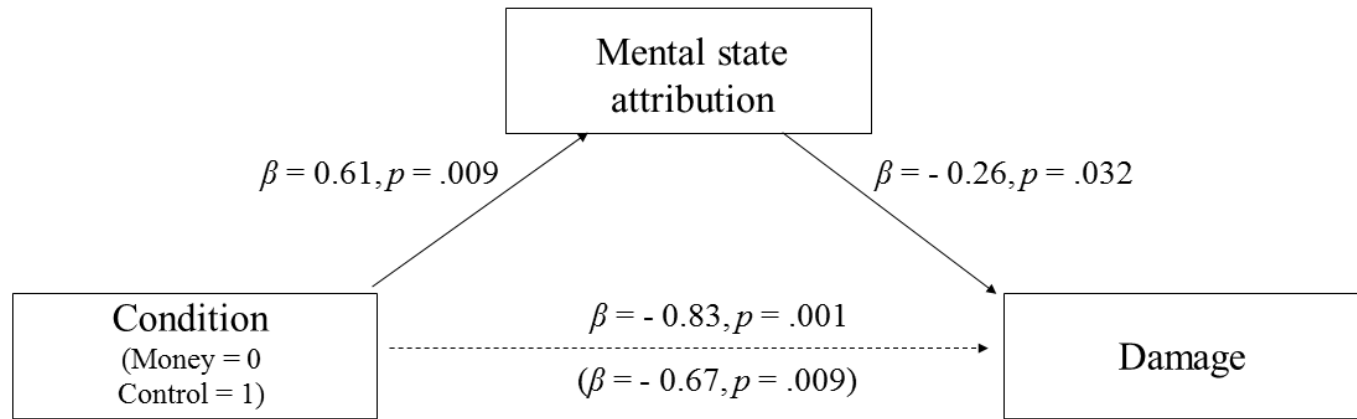 Mental state
attribution
β = 0.61, p = .009
β = - 0.26, p = .032
Condition
(Money = 0
Control = 1)
β = - 0.83, p = .001
(β = - 0.67, p = .009)
Damage